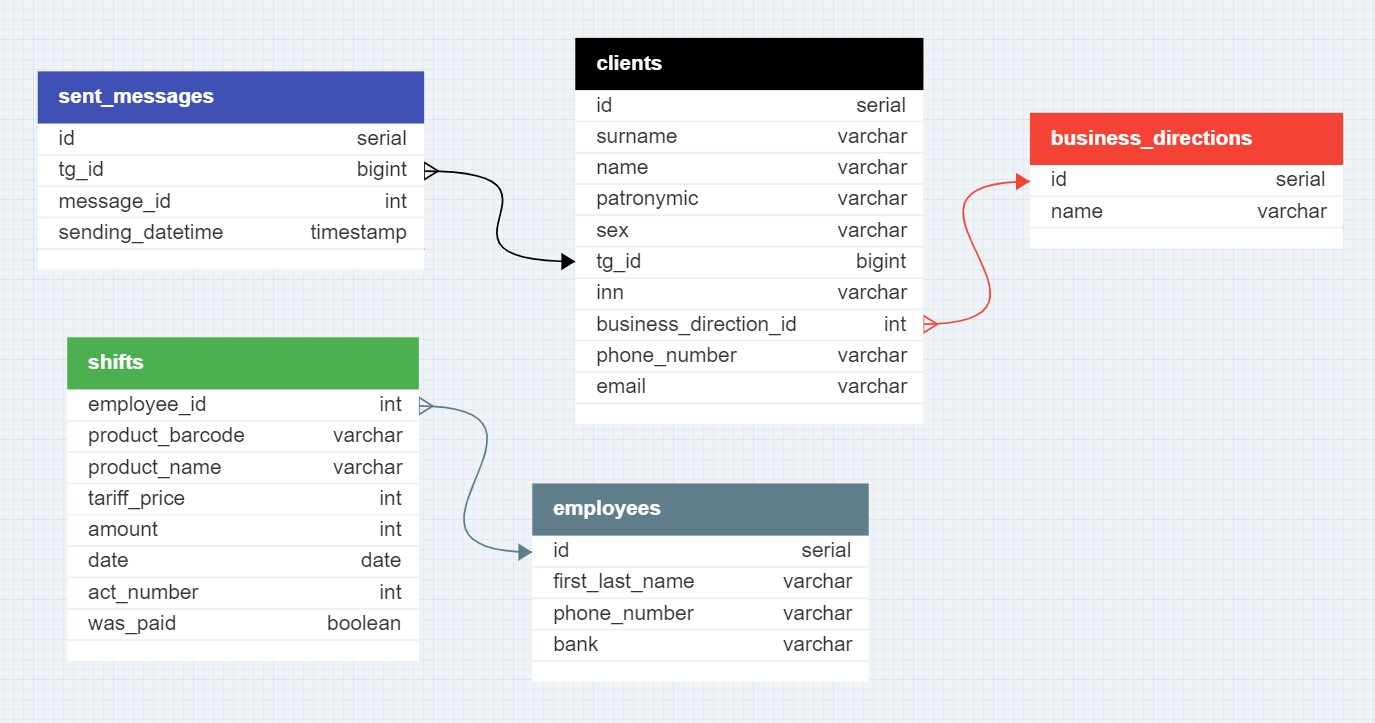 sent_messages
id serial
tg_id bigint
message_id int
sending_datetime timestamp
clients
id serial
surname varchar
name varchar
patronymic varchar
sex varchar
tg_id bigint
inn varchar
business_direction_id int
phone_number varchar
email varchar
business_directions
id serial
name varchar
shifts
employee_id int
product_barcode varchar
product_name varchar
tariff_price int
amount int
date date
act_number int
was_paid boolean
employees
id serial
first_last_name varchar
phone_number varchar
bank varchar